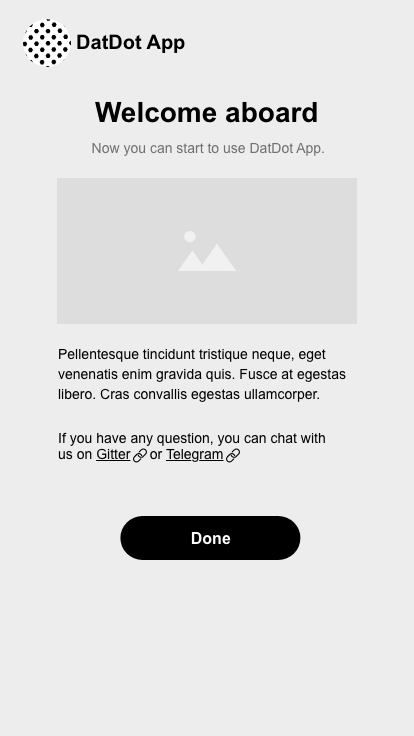 DatDot App
Welcome aboard
Now you can start to use DatDot App.
Pellentesque tincidunt tristique neque, eget
venenatis enim gravida quis. Fusce at egestas
libero. Cras convallis egestas ullamcorper.
If you have any question, you can chat with
us on Gitter or Telegram
Done